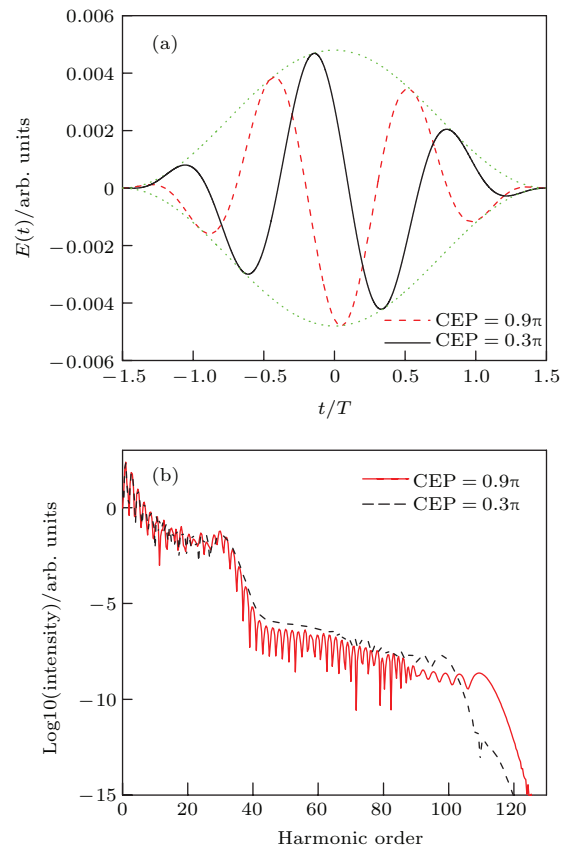 0.006
(a)
0.004
0.002
0
−0.002
−0.004
−0.006
E(t)/arb. units
CEP = 0.9π
CEP = 0.3π
−1.5 −1.0 −0.5 0 0.5 1.0 1.5
t/T
(b)
CEP = 0.9π
CEP = 0.3π
0
−5
−10
−15
Log10(intensity)/arb. units
0 20 40 60 80 100 120
Harmonic order